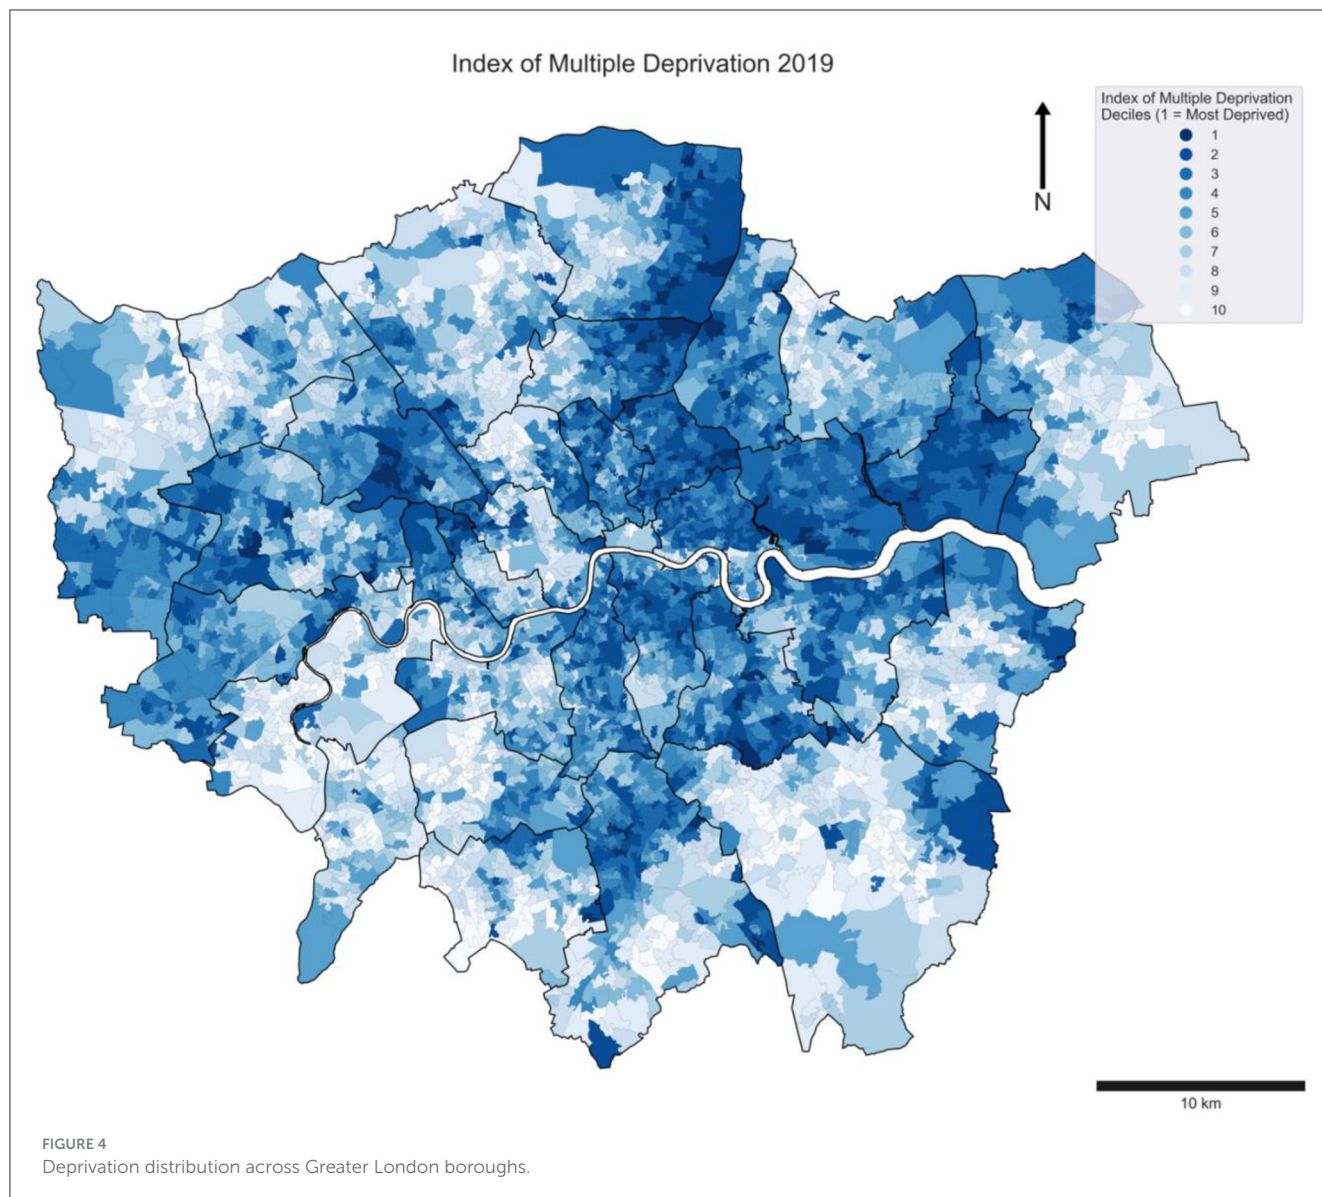 Index of Multiple Deprivation 2019
Index of Multiple Deprivation
Deciles (1 = Most Deprived)
1
2
3
4
5
6
7
8
9
10
N
10 km
FIGURE 4
Deprivation distribution across Greater London boroughs.